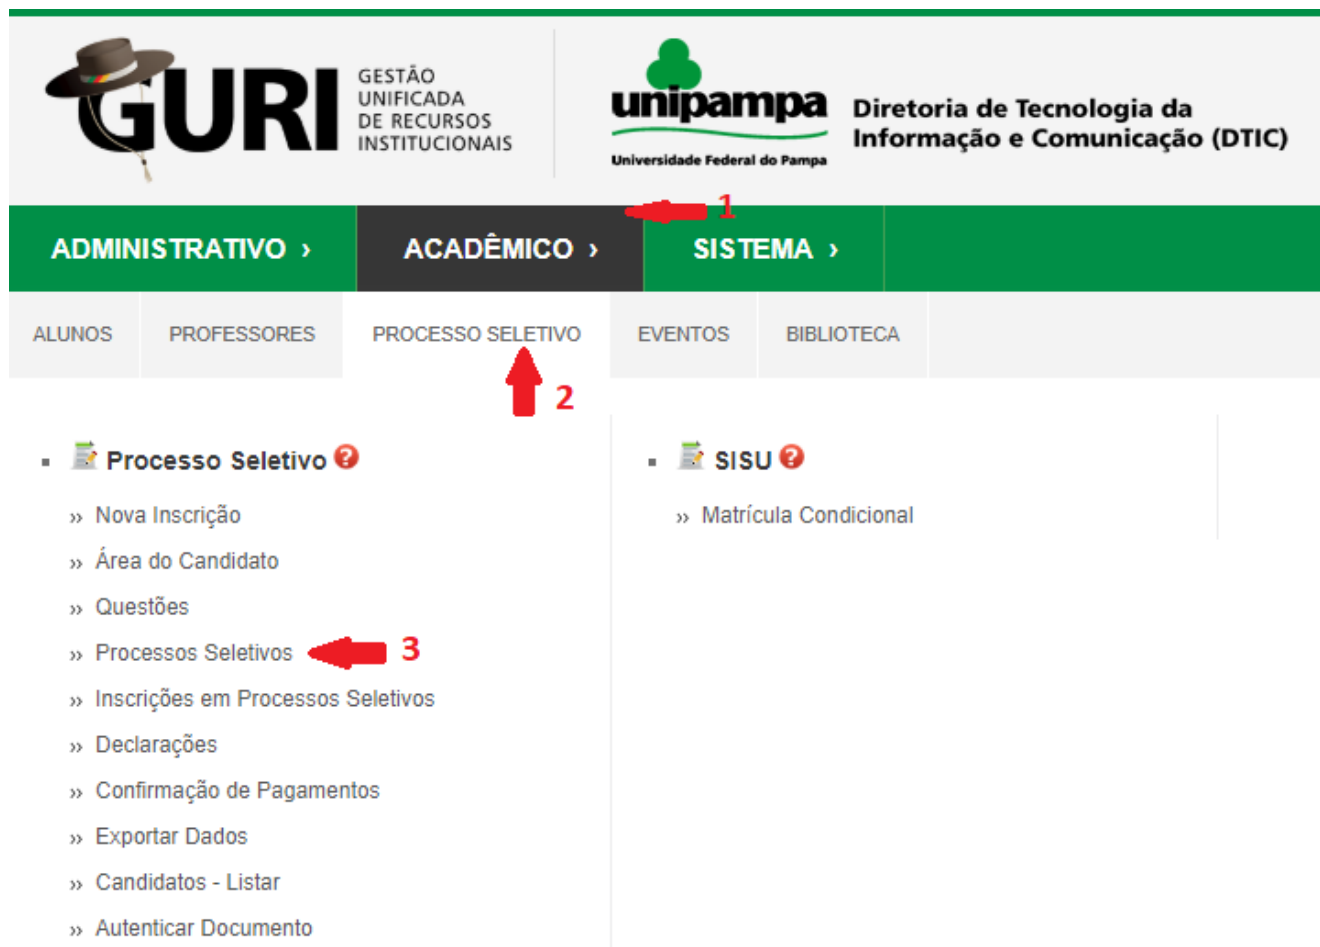 GURI
GESTÃO
UNIFICADA
DE RECURSOS
INSTITUCIONAIS
unipampa
Universidade Federal do Pampa
Diretoria de Tecnologia da
Informação e Comunicação (DTIC)
1
ADMINISTRATIVO › ACADÊMICO › SISTEMA ›
ALUNOS PROFESSORES PROCESSO SELETIVO EVENTOS BIBLIOTECA
2
Processo Seletivo ?
» Nova Inscrição
» Área do Candidato
» Questões
» Processos Seletivos 3
» Inscrições em Processos Seletivos
» Declarações
» Confirmação de Pagamentos
» Exportar Dados
» Candidatos - Listar
» Autenticar Documento
SISU ?
» Matrícula Condicional